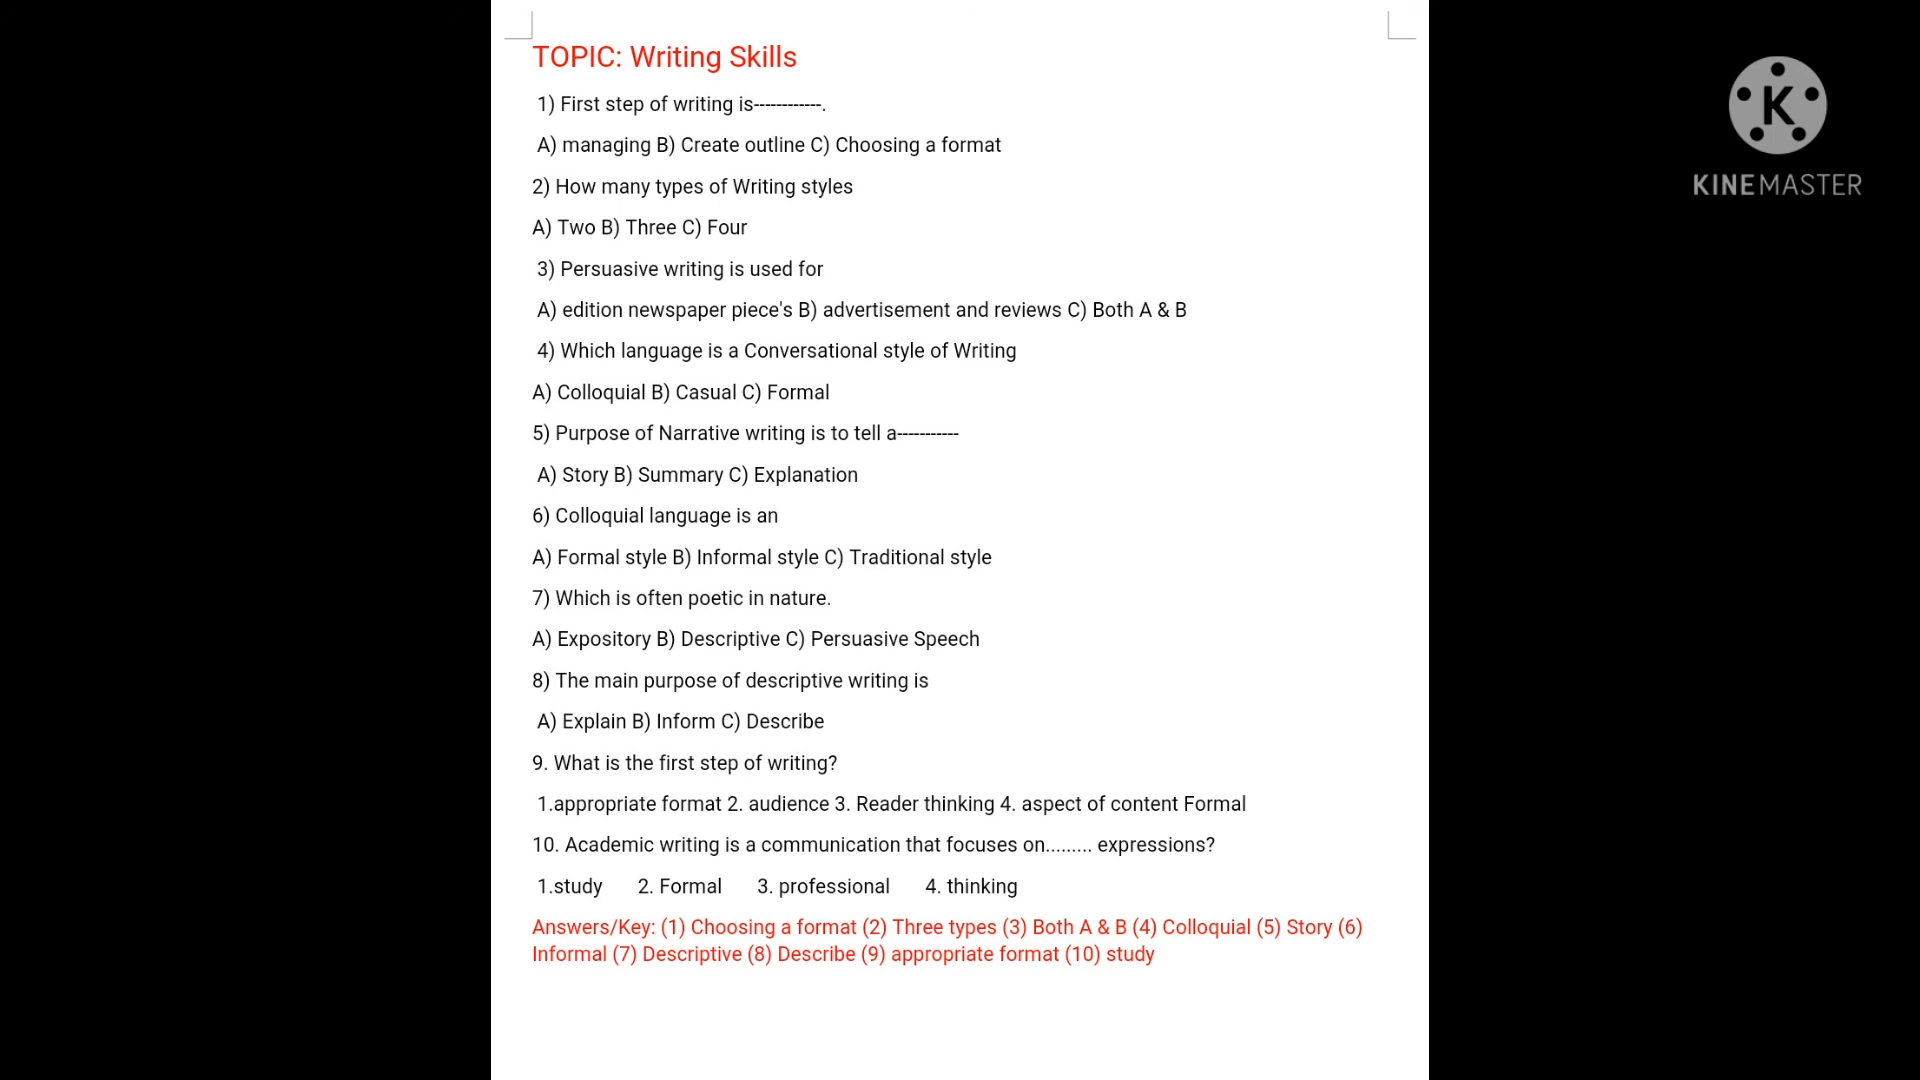 TOPIC: Writing Skills
1) First step of writing is------------.
A) managing B) Create outline C) Choosing a format
2) How many types of Writing styles
A) Two B) Three C) Four
3) Persuasive writing is used for
A) edition newspaper piece's B) advertisement and reviews C) Both A & B
4) Which language is a Conversational style of Writing
A) Colloquial B) Casual C) Formal
5) Purpose of Narrative writing is to tell a-----------
A) Story B) Summary C) Explanation
6) Colloquial language is an
A) Formal style B) Informal style C) Traditional style
7) Which is often poetic in nature.
A) Expository B) Descriptive C) Persuasive Speech
8) The main purpose of descriptive writing is
A) Explain B) Inform C) Describe
9. What is the first step of writing?
1.appropriate format 2. audience 3. Reader thinking 4. aspect of content Formal
10. Academic writing is a communication that focuses on......... expressions?
1.study 2. Formal 3. professional 4. thinking
Answers/Key: (1) Choosing a format (2) Three types (3) Both A & B (4) Colloquial (5) Story (6)
Informal (7) Descriptive (8) Describe (9) appropriate format (10) study
K
KINEMASTER